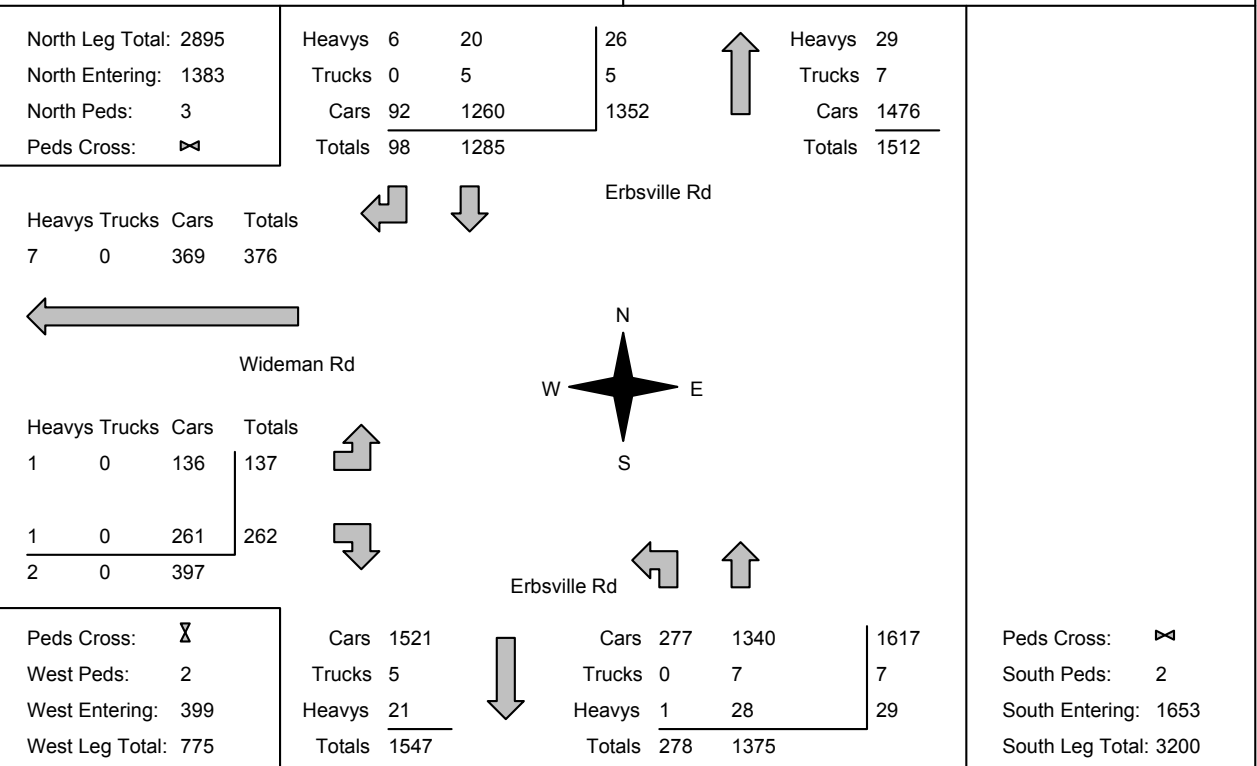 North Leg Total: 2895
North Entering: 1383
North Peds: 3
Peds Cross:
Heavys 6 20 26
Trucks 0 5 5
Cars 92 1260 1352
Totals 98 1285
Heavys 29
Trucks 7
Cars 1476
Totals 1512
Erbsville Rd
Heavys Trucks Cars Totals
7 0 369 376
Wideman Rd
N
W E
S
Heavys Trucks Cars Totals
1 0 136 137
1 0 261 262
2 0 397
Erbsville Rd
Peds Cross:
West Peds: 2
West Entering: 399
West Leg Total: 775
Cars 1521
Trucks 5
Heavys 21
Totals 1547
Cars 277 1340 1617
Trucks 0 7 7
Heavys 1 28 29
Totals 278 1375
Peds Cross:
South Peds: 2
South Entering: 1653
South Leg Total: 3200